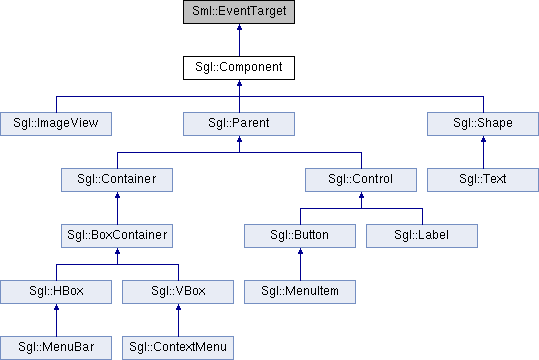 Sml::EventTarget
Sgl::Component
Sgl::ImageView
Sgl::Parent
Sgl::Shape
Sgl::Container
Sgl::Control
Sgl::Text
Sgl::BoxContainer
Sgl::Button
Sgl::Label
Sgl::HBox
Sgl::VBox
Sgl::MenuItem
Sgl::MenuBar
Sgl::ContextMenu